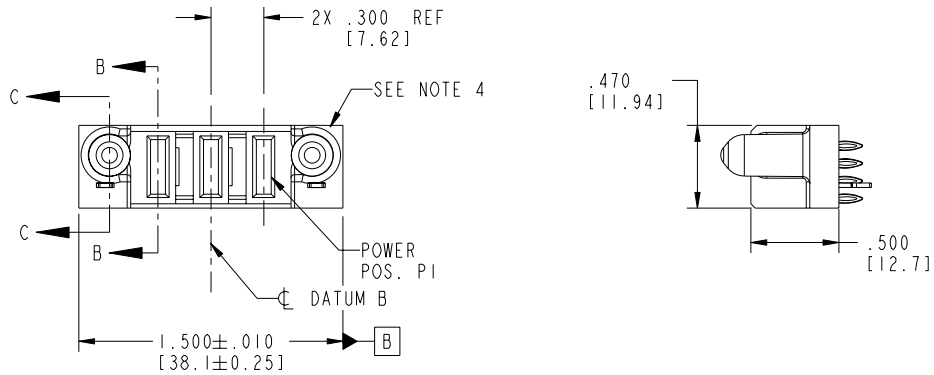 2X .300 REF
[7.62]
B
C
SEE NOTE 4
.470
[11.94]
C
B
POWER
POS. P1
.500
[12.7]
℄ DATUM B
1.500±.010
[38.1±0.25]
B